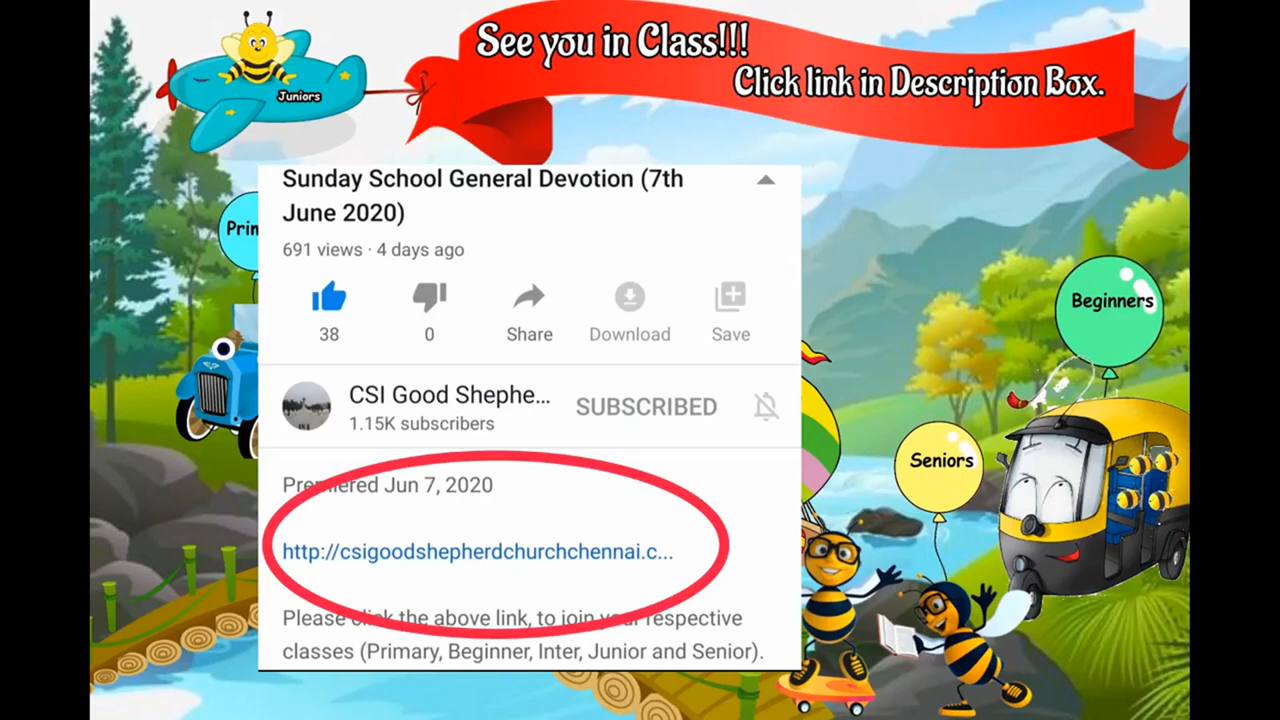 See you in Class!!!
Click link in Description Box.
Juniors
Sunday School General Devotion (7th
June 2020)
691 views · 4 days ago
38
0
Share
Download
Save
CSI Good Shephe...
1.15K subscribers
SUBSCRIBED
Premiered Jun 7, 2020
http://csigoodshepherdchurchchennai.c...
Please click the above link, to join your respective
classes (Primary, Beginner, Inter, Junior and Senior).
Prin
Beginners
Seniors